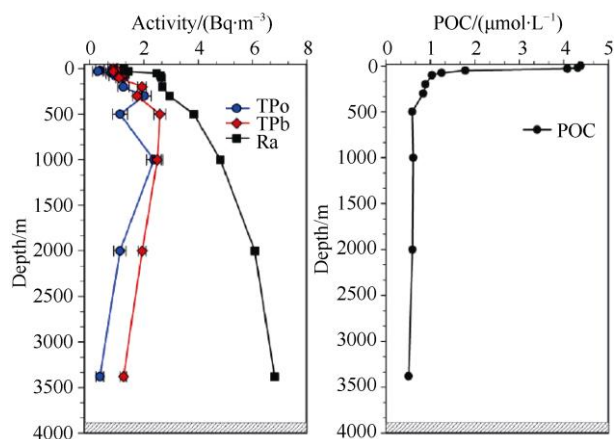 Activity/(Bq·m⁻³)
0 2 4 6 8
0
500
1000
1500
2000
2500
3000
3500
4000
Depth/m
TPo
TPb
Ra
POC/(μmol·L⁻¹)
0 1 2 3 4 5
0
500
1000
1500
2000
2500
3000
3500
4000
Depth/m
POC